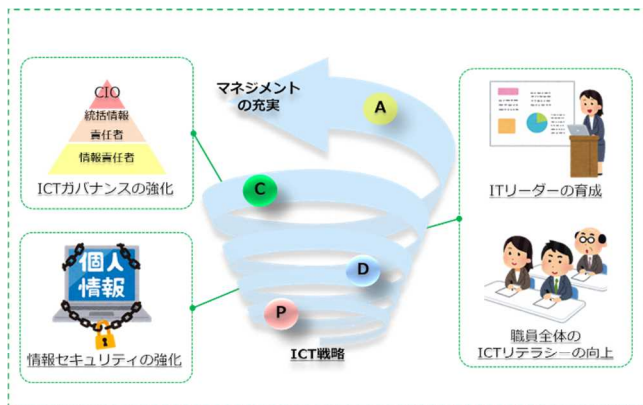 CIO
統括情報
責任者
情報責任者
ICTガバナンスの強化
個人
情報
情報セキュリティの強化
マネジメント
の充実
A
C
D
P
ICT戦略
ITリーダーの育成
職員全体の
ICTリテラシーの向上